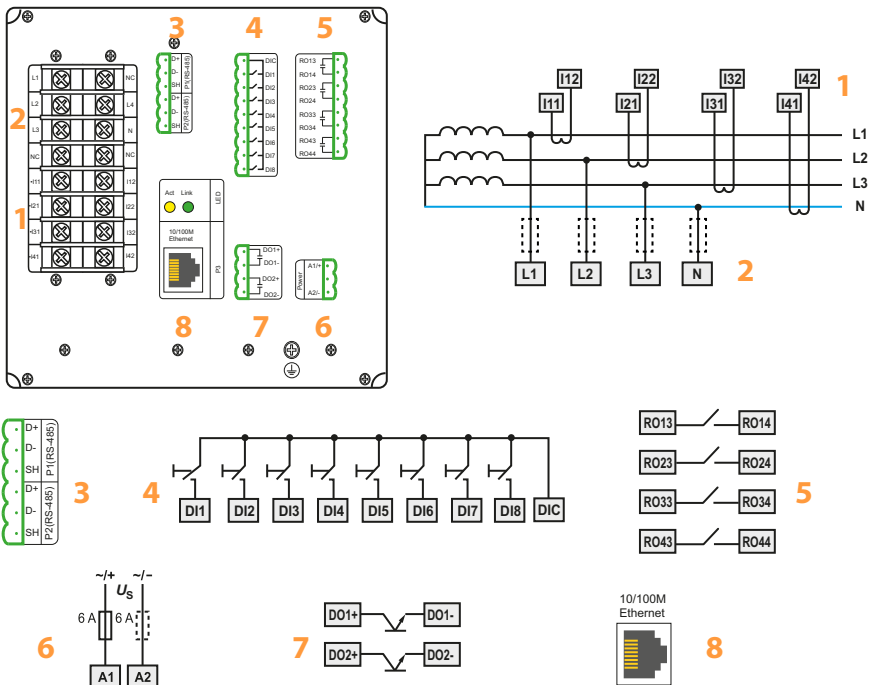 3
4
5
2
1
8
7
6
L1 NC
L2 L4
L3 N
NC NC
•I11 I12
•I21 I22
•I31 I32
•I41 I42
D+
D-
SH
P1(RS-485)
D+
D-
SH
P2(RS-485)
DIC
DI1
DI2
DI3
DI4
DI5
DI6
DI7
DI8
RO13
RO14
RO23
RO24
RO33
RO34
RO43
RO44
Act Link
LED
10/100M
Ethernet
P3
DO1+
DO1-
DO2+
DO2-
Power
A1/+
A2/-
I12 I22 I32 I42
I11 I21 I31 I41
1
L1
L2
L3
N
L1 L2 L3 N
2
D+
D-
SH
P1(RS-485)
D+
D-
SH
P2(RS-485)
3
4
DI1 DI2 DI3 DI4 DI5 DI6 DI7 DI8 DIC
RO13 RO14
RO23 RO24
RO33 RO34
RO43 RO44
5
~/+ ~/−
US
6 A 6 A
6
A1 A2
7
DO1+ DO1-
DO2+ DO2-
10/100M
Ethernet
8